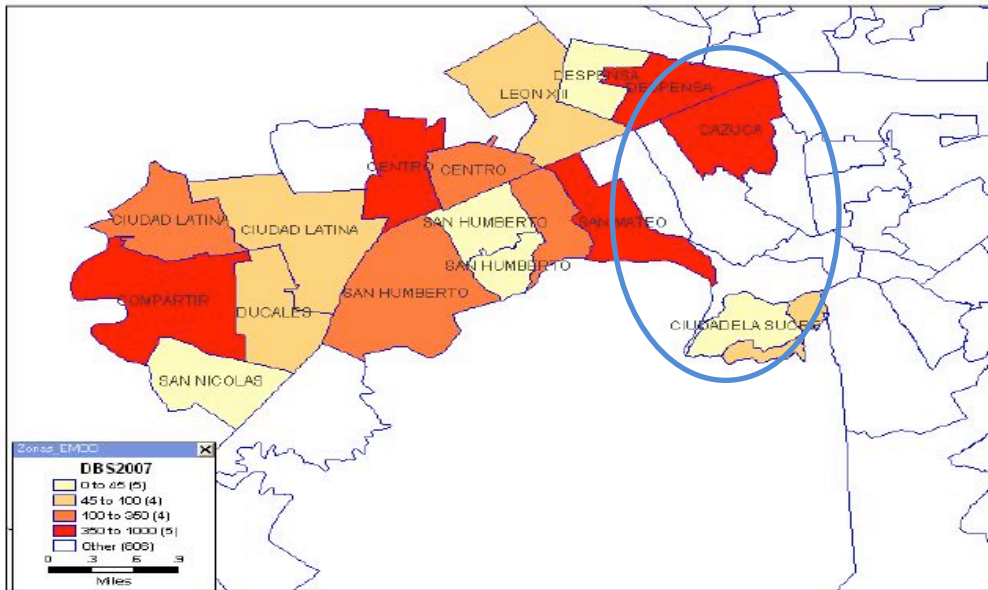 DESPENSA
DESPENSA
LEON XIII
CAZUCA
CENTRO
CENTRO
CIUDAD LATINA
CIUDAD LATINA
SAN HUMBERTO
SAN MATEO
SAN HUMBERTO
SAN HUMBERTO
COMPARTIR
DUCALES
CIUDADELA SUCRE
SAN NICOLAS
Zonas_EMOD
DBS2007
0 to 45 (5)
45 to 100 (4)
100 to 350 (4)
350 to 1000 (5)
Other (808)
0 .3 .6 .9
Miles